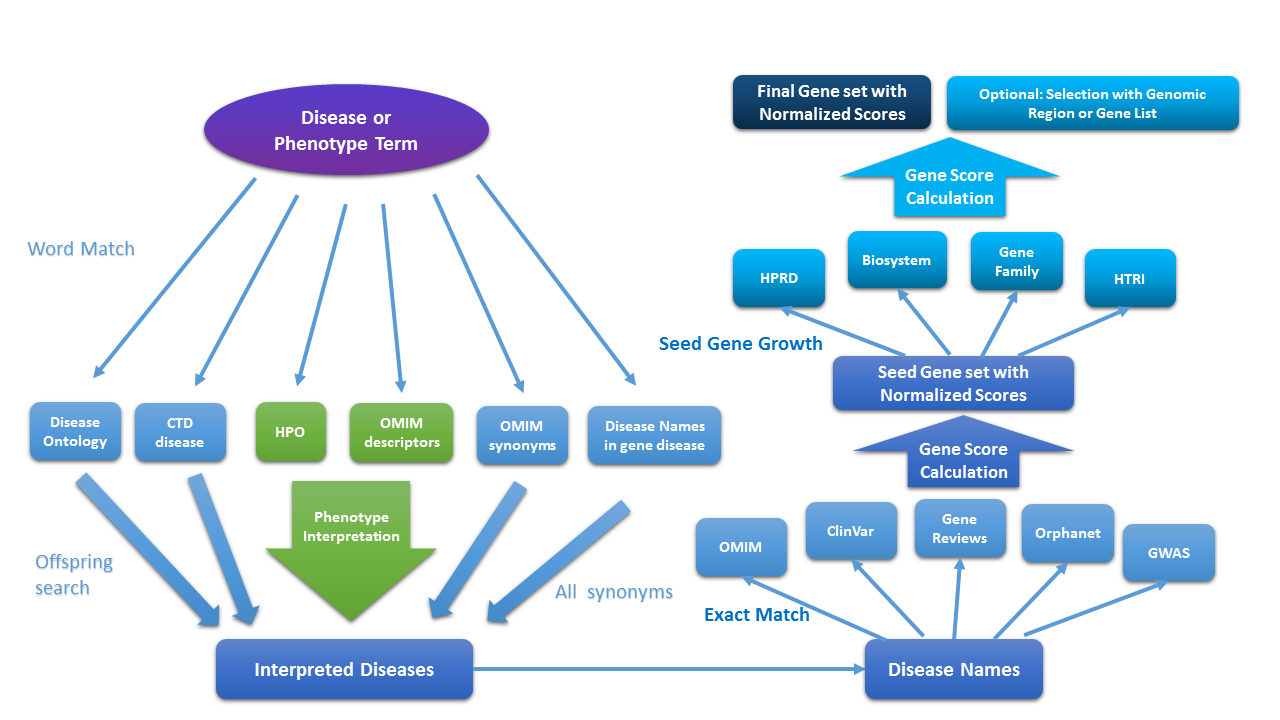 Disease or
Phenotype Term
Word Match
Disease
Ontology
CTD
disease
HPO
OMIM
descriptors
OMIM
synonyms
Disease Names
in gene disease
Phenotype
Interpretation
Offspring
search
All synonyms
Interpreted Diseases
Final Gene set with
Normalized Scores
Optional: Selection with Genomic
Region or Gene List
Gene Score
Calculation
HPRD
Biosystem
Gene
Family
HTRI
Seed Gene Growth
Seed Gene set with
Normalized Scores
Gene Score
Calculation
OMIM
ClinVar
Gene
Reviews
Orphanet
GWAS
Exact Match
Disease Names